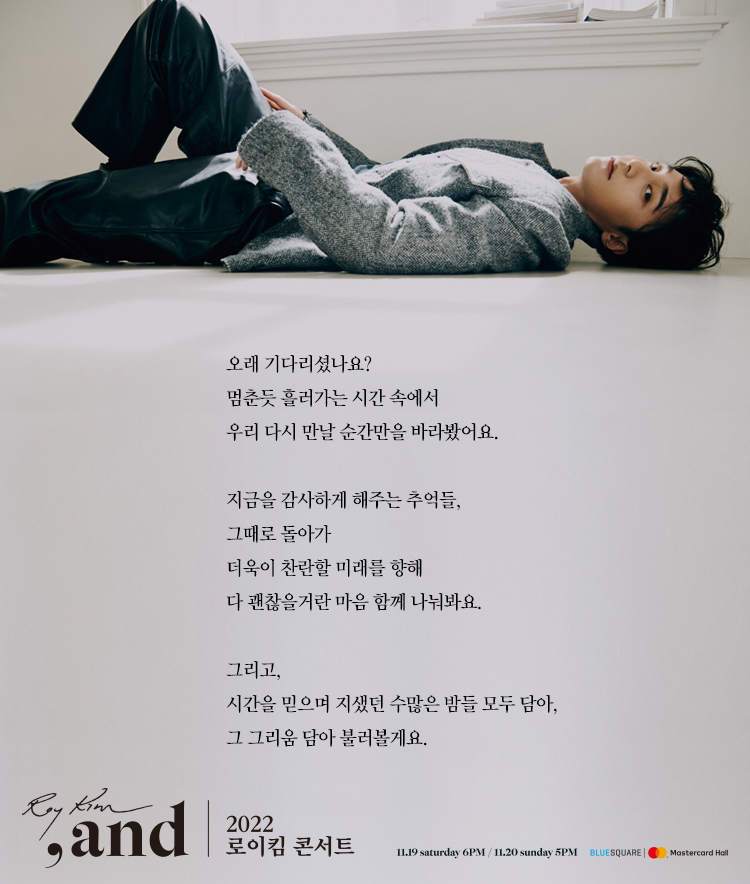 오래 기다리셨나요?
멈춘듯 흘러가는 시간 속에서
우리 다시 만날 순간만을 바라봤어요.
지금을 감사하게 해주는 추억들,
그때로 돌아가
더욱이 찬란할 미래를 향해
다 괜찮을거란 마음 함께 나눠봐요.
그리고,
시간을 믿으며 지샜던 수많은 밤들 모두 담아,
그 그리움 담아 불러볼게요.
Roy Kim
,and
2022
로이킴 콘서트
11.19 saturday 6PM / 11.20 sunday 5PM
BLUESQUARE | Mastercard Hall